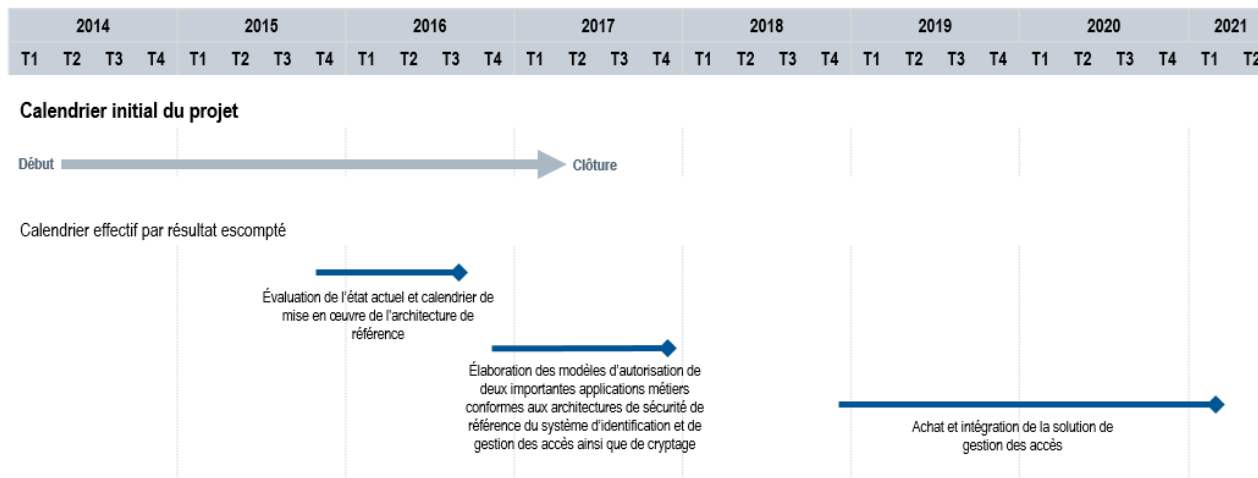 2014 2015 2016 2017 2018 2019 2020 2021
T1 T2 T3 T4 T1 T2 T3 T4 T1 T2 T3 T4 T1 T2 T3 T4 T1 T2 T3 T4 T1 T2 T3 T4 T1 T2 T3 T4 T1 T2
Calendrier initial du projet
Début Clôture
Calendrier effectif par résultat escompté
Évaluation de l'état actuel et calendrier de
mise en œuvre de l'architecture de
référence
Élaboration des modèles d'autorisation de
deux importantes applications métiers
conformes aux architectures de sécurité de
référence du système d'identification et de
gestion des accès ainsi que de cryptage
Achat et intégration de la solution de
gestion des accès